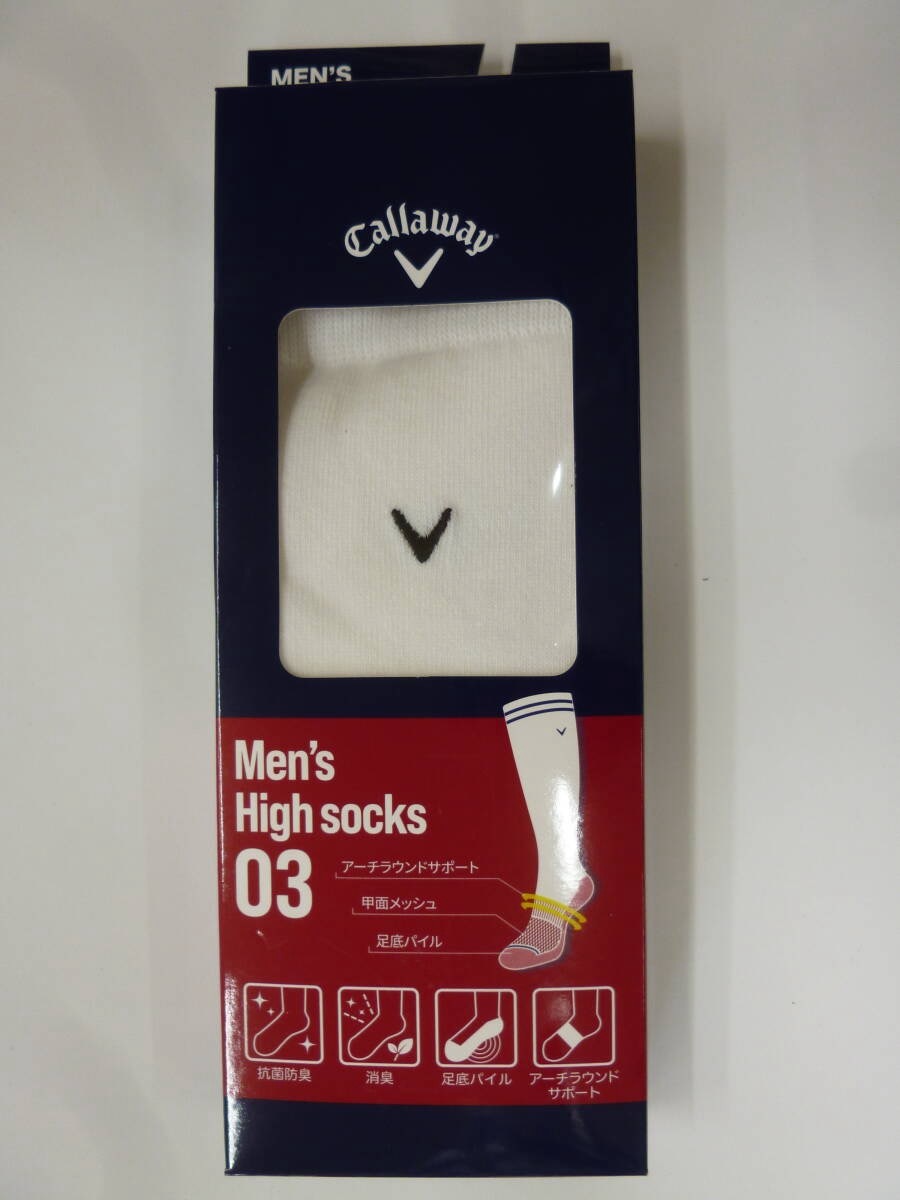 MEN'S
Callaway
Men's
High socks
03
アーチラウンドサポート
甲面メッシュ
足底パイル
抗菌防臭
消臭
足底パイル
アーチラウンド
サポート